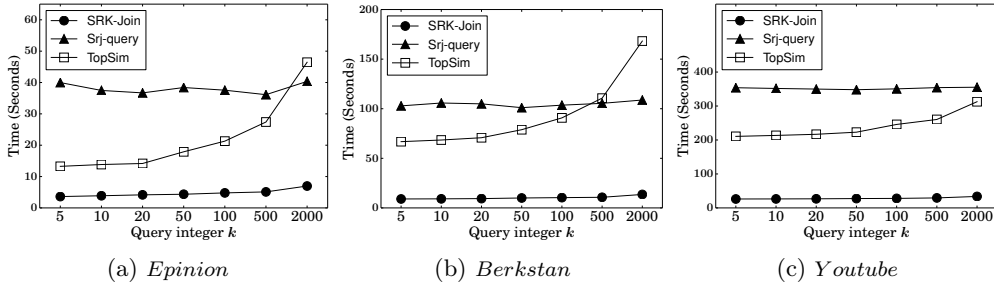 60
50
40
30
20
10
0
Time (Seconds)
SRK-Join
Srj-query
TopSim
5 10 20 50 100 500 2000
Query integer k
(a) Epinion
200
150
100
50
0
Time (Seconds)
SRK-Join
Srj-query
TopSim
5 10 20 50 100 500 2000
Query integer k
(b) Berkstan
400
300
200
100
0
Time (Seconds)
SRK-Join
Srj-query
TopSim
5 10 20 50 100 500 2000
Query integer k
(c) Youtube